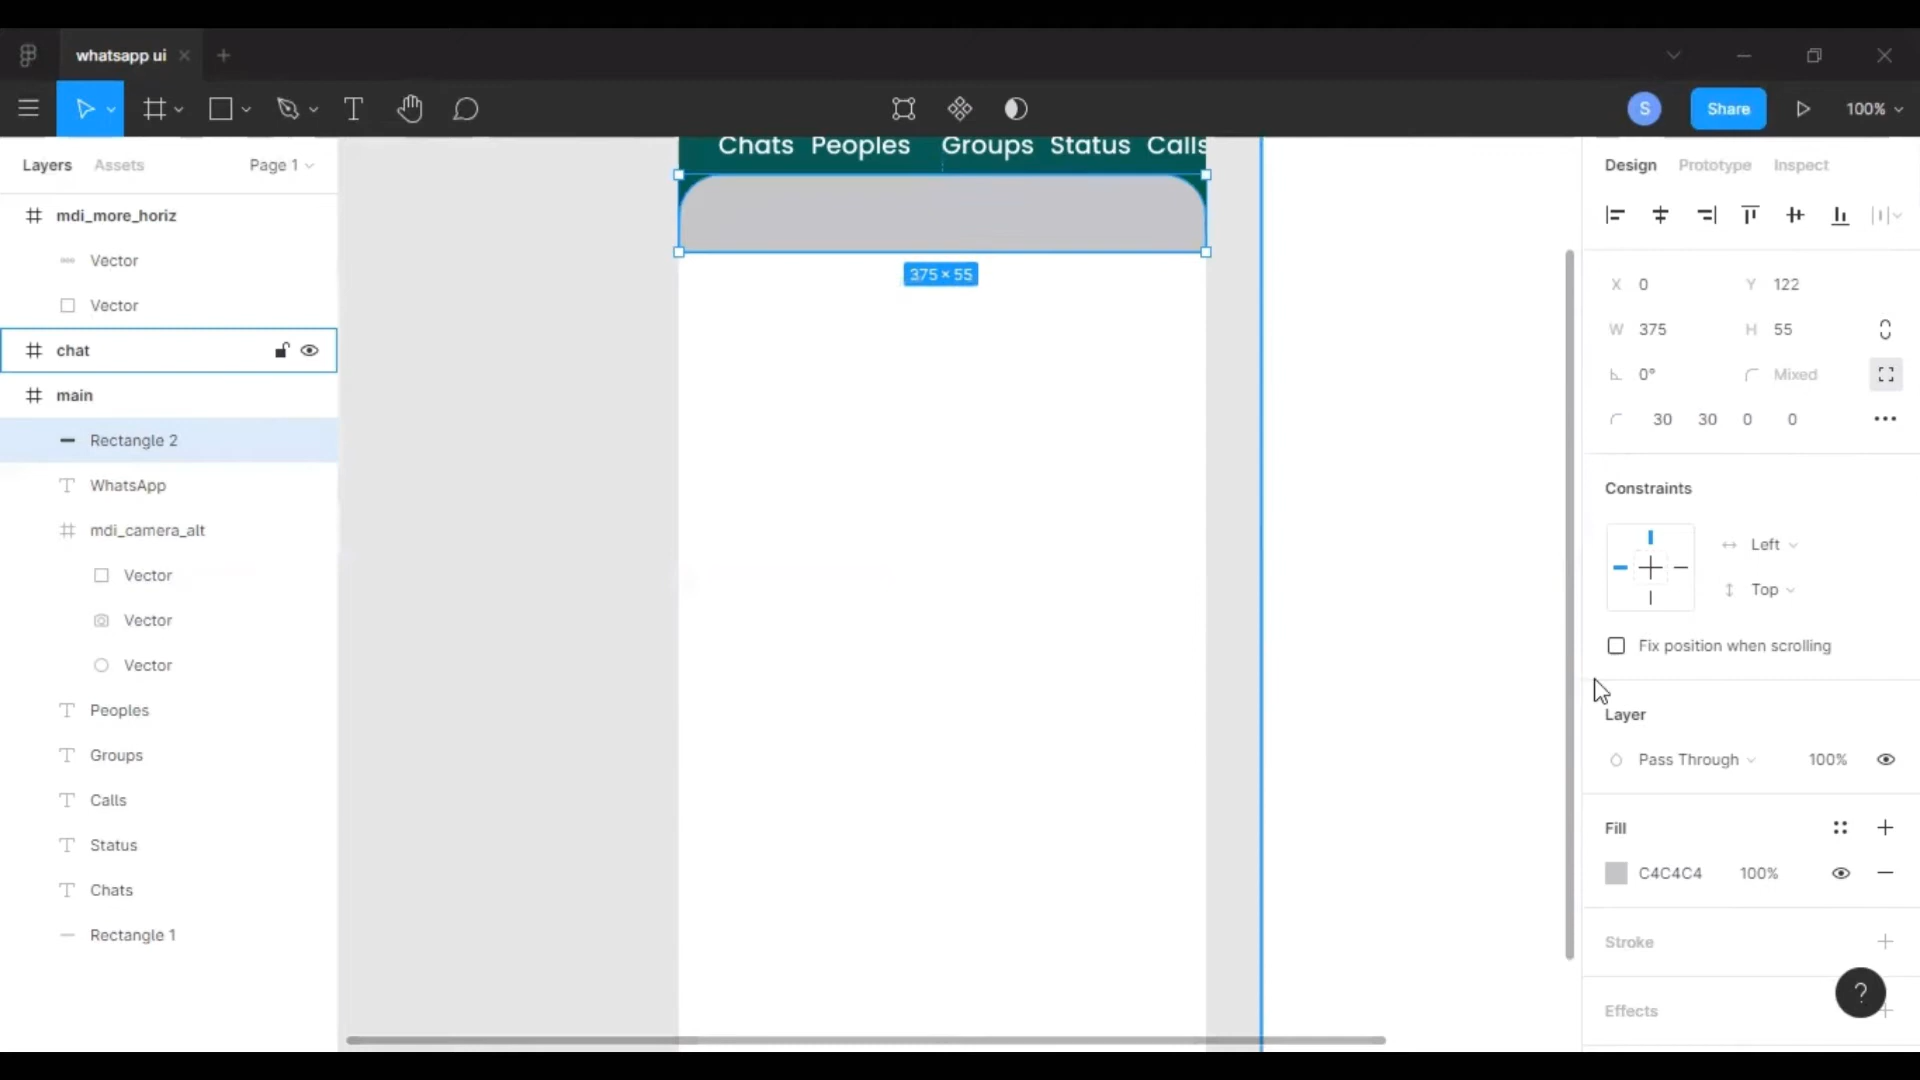 whatsapp ui
S
Share
100%
Layers
Assets
Page 1
mdi_more_horiz
Vector
Vector
chat
main
Rectangle 2
WhatsApp
mdi_camera_alt
Vector
Vector
Vector
Peoples
Groups
Calls
Status
Chats
Rectangle 1
Chats Peoples Groups Status Calls
375 × 55
Design
Prototype
Inspect
X 0 Y 122
W 375 H 55
0° Mixed
30 30 0 0
Constraints
Left
Top
Fix position when scrolling
Layer
Pass Through 100%
Fill
C4C4C4 100%
Stroke
Effects
?